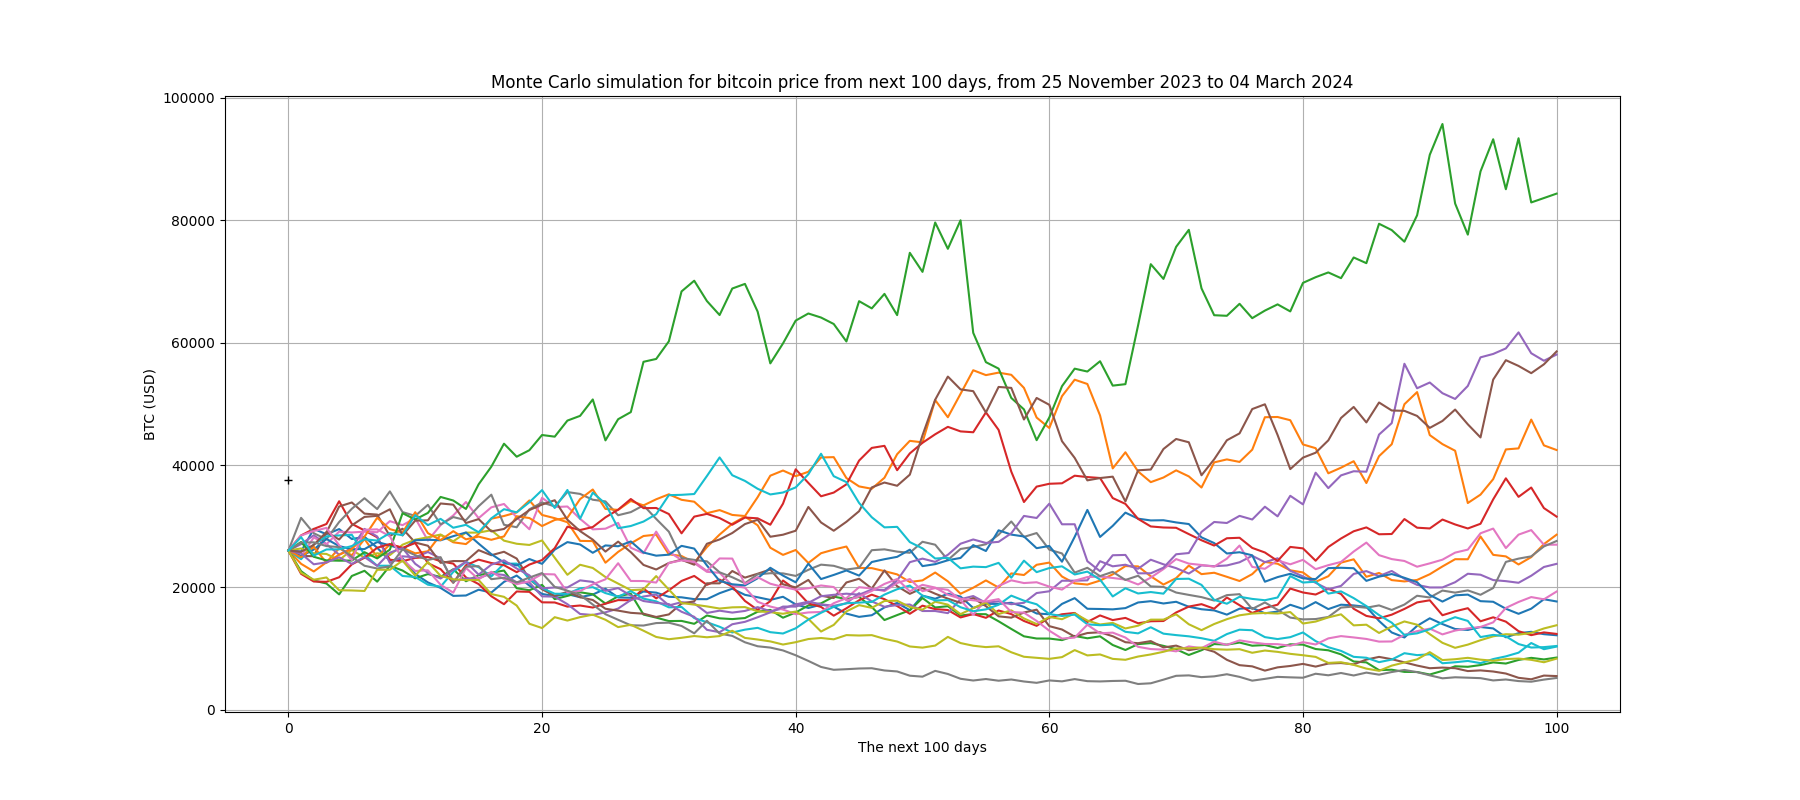 Monte Carlo simulation for bitcoin price from next 100 days, from 25 November 2023 to 04 March 2024
100000
80000
60000
40000
20000
0
BTC (USD)
0 20 40 60 80 100
The next 100 days